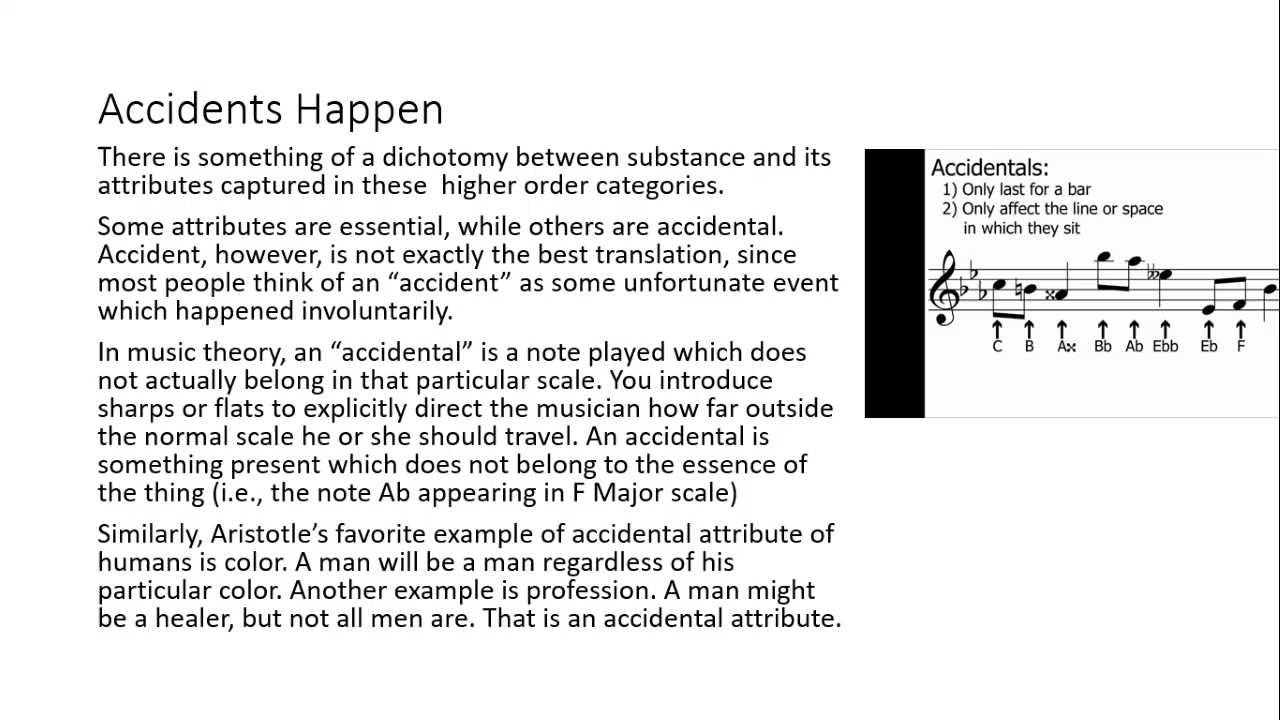 Accidents Happen
There is something of a dichotomy between substance and its
attributes captured in these  higher order categories.
Some attributes are essential, while others are accidental.
Accident, however, is not exactly the best translation, since
most people think of an “accident” as some unfortunate event
which happened involuntarily.
In music theory, an “accidental” is a note played which does
not actually belong in that particular scale. You introduce
sharps or flats to explicitly direct the musician how far outside
the normal scale he or she should travel. An accidental is
something present which does not belong to the essence of
the thing (i.e., the note Ab appearing in F Major scale)
Similarly, Aristotle’s favorite example of accidental attribute of
humans is color. A man will be a man regardless of his
particular color. Another example is profession. A man might
be a healer, but not all men are. That is an accidental attribute.
Accidentals:
1) Only last for a bar
2) Only affect the line or space
in which they sit
C B Ax Bb Ab Ebb Eb F